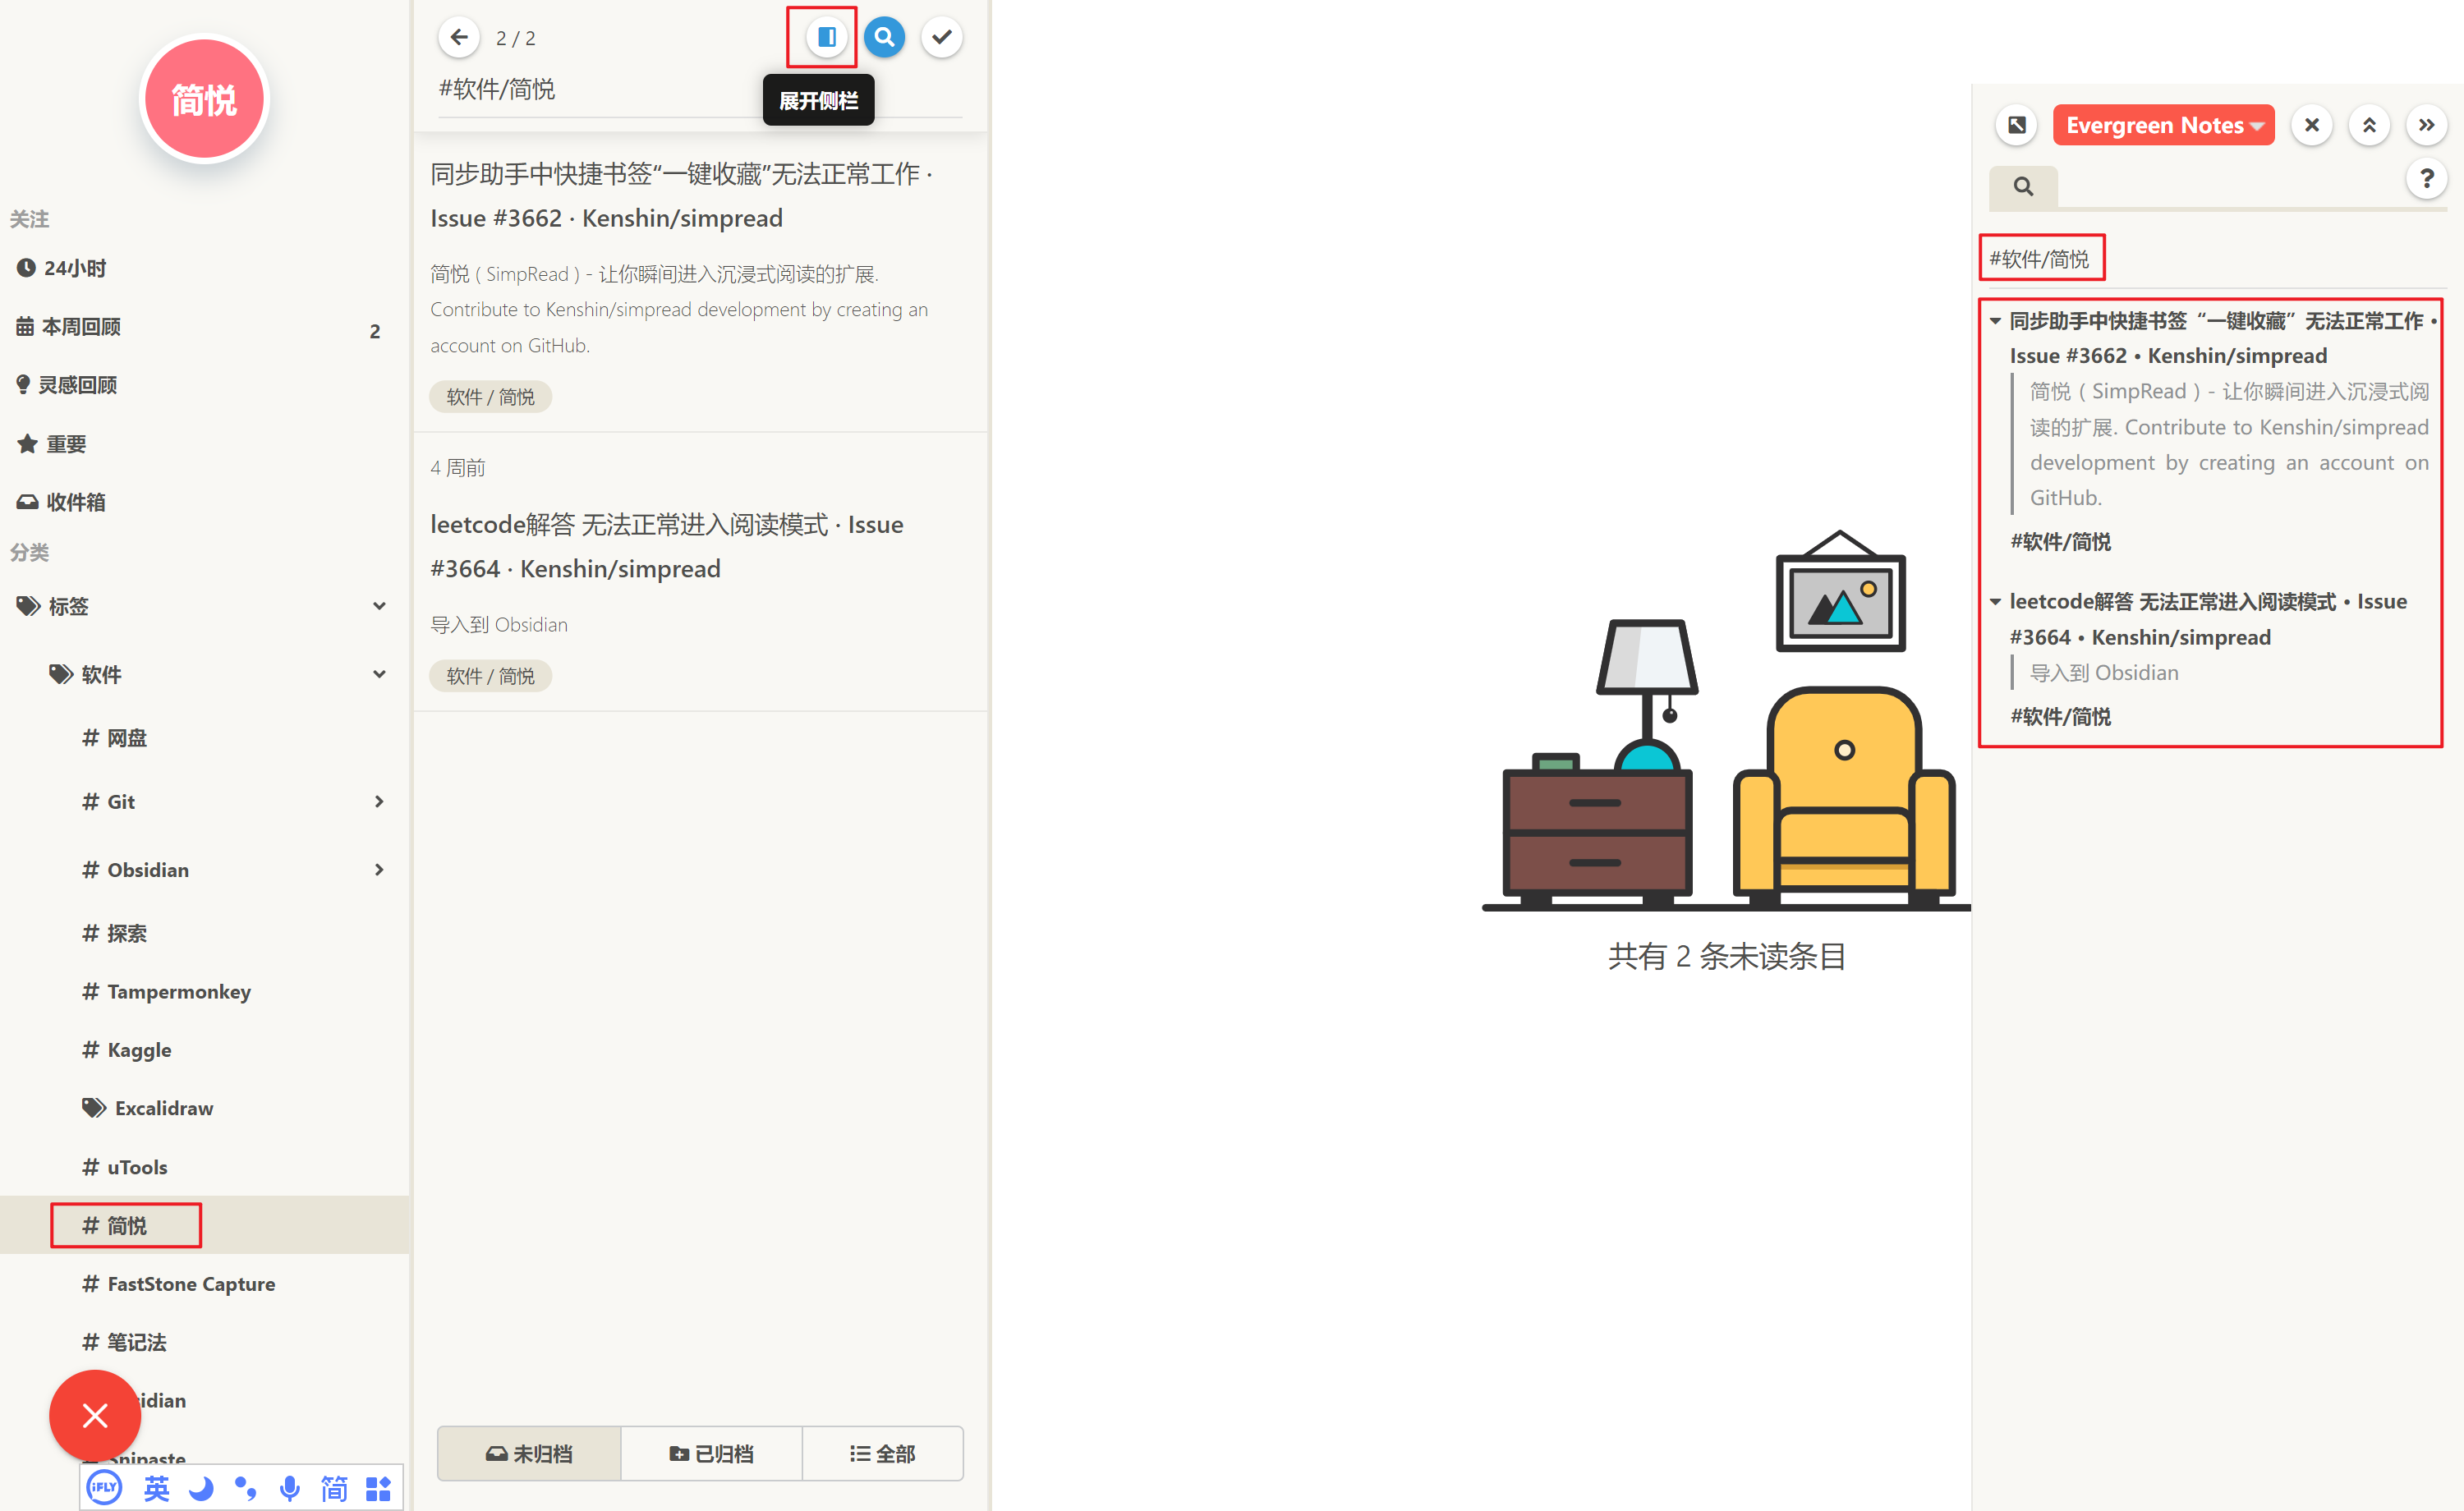 简悦
关注
24小时
本周回顾
2
灵感回顾
重要
收件箱
分类
标签
软件
# 网盘
# Git
# Obsidian
# 探索
# Tampermonkey
# Kaggle
Excalidraw
# uTools
# 简悦
# FastStone Capture
# 笔记法
sidian
Snipaste
iFLY 英 简
2 / 2
#软件/简悦
展开侧栏
同步助手中快捷书签“一键收藏”无法正常工作 ·
Issue #3662 · Kenshin/simpread
简悦 ( SimpRead ) - 让你瞬间进入沉浸式阅读的扩展.
Contribute to Kenshin/simpread development by creating an
account on GitHub.
软件 / 简悦
4 周前
leetcode解答 无法正常进入阅读模式 · Issue
#3664 · Kenshin/simpread
导入到 Obsidian
软件 / 简悦
未归档
已归档
全部
共有 2 条未读条目
Evergreen Notes
?
#软件/简悦
同步助手中快捷书签“一键收藏”无法正常工作 •
Issue #3662 • Kenshin/simpread
简悦 ( SimpRead ) - 让你瞬间进入沉浸式阅
读的扩展. Contribute to Kenshin/simpread
development by creating an account on
GitHub.
#软件/简悦
leetcode解答 无法正常进入阅读模式 • Issue
#3664 • Kenshin/simpread
导入到 Obsidian
#软件/简悦